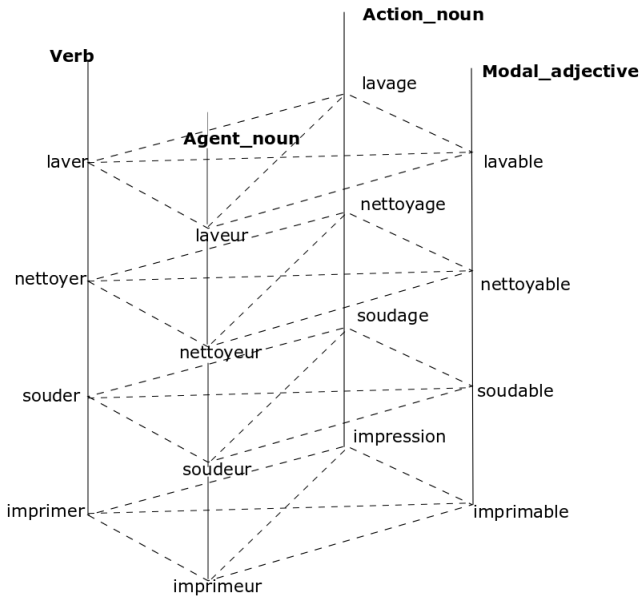 Action_noun
Verb
Modal_adjective
lavage
Agent_noun
laver
lavable
nettoyage
laveur
nettoyer
nettoyable
soudage
nettoyeur
souder
soudable
impression
soudeur
imprimer
imprimable
imprimeur